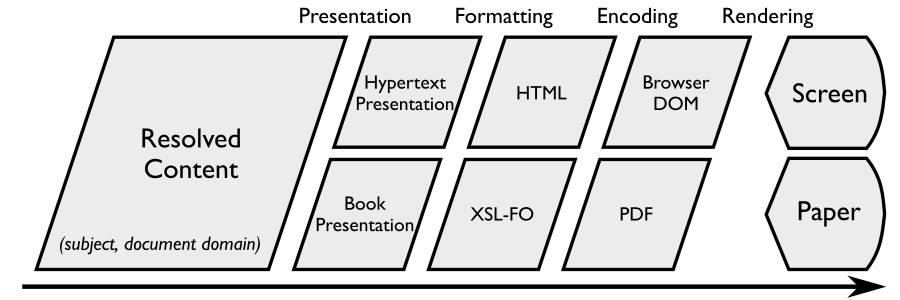 Presentation Formatting Encoding Rendering
Resolved
Content
(subject, document domain)
Hypertext
Presentation
HTML
Browser
DOM
Screen
Book
Presentation
XSL-FO
PDF
Paper